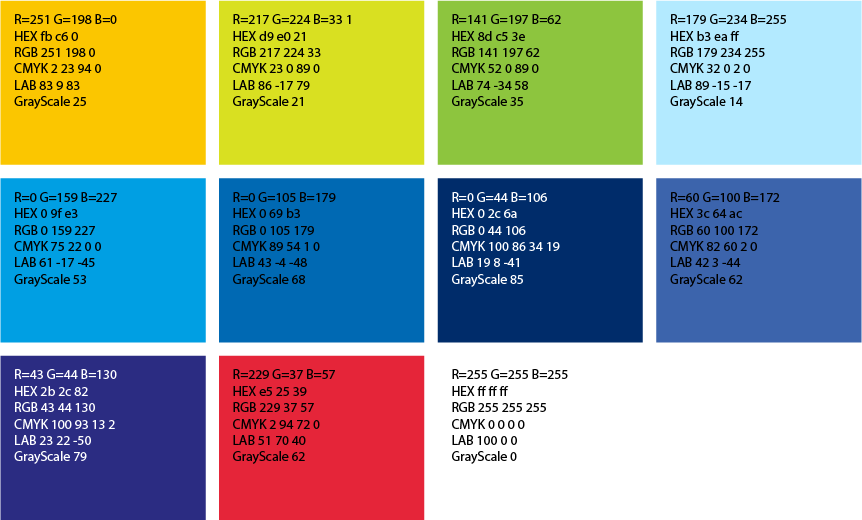 R=251 G=198 B=0
HEX fb c6 0
RGB 251 198 0
CMYK 2 23 94 0
LAB 83 9 83
GrayScale 25
R=217 G=224 B=33 1
HEX d9 e0 21
RGB 217 224 33
CMYK 23 0 89 0
LAB 86 -17 79
GrayScale 21
R=141 G=197 B=62
HEX 8d c5 3e
RGB 141 197 62
CMYK 52 0 89 0
LAB 74 -34 58
GrayScale 35
R=179 G=234 B=255
HEX b3 ea ff
RGB 179 234 255
CMYK 32 0 2 0
LAB 89 -15 -17
GrayScale 14
R=0 G=159 B=227
HEX 0 9f e3
RGB 0 159 227
CMYK 75 22 0 0
LAB 61 -17 -45
GrayScale 53
R=0 G=105 B=179
HEX 0 69 b3
RGB 0 105 179
CMYK 89 54 1 0
LAB 43 -4 -48
GrayScale 68
R=0 G=44 B=106
HEX 0 2c 6a
RGB 0 44 106
CMYK 100 86 34 19
LAB 19 8 -41
GrayScale 85
R=60 G=100 B=172
HEX 3c 64 ac
RGB 60 100 172
CMYK 82 60 2 0
LAB 42 3 -44
GrayScale 62
R=43 G=44 B=130
HEX 2b 2c 82
RGB 43 44 130
CMYK 100 93 13 2
LAB 23 22 -50
GrayScale 79
R=229 G=37 B=57
HEX e5 25 39
RGB 229 37 57
CMYK 2 94 72 0
LAB 51 70 40
GrayScale 62
R=255 G=255 B=255
HEX ff ff ff
RGB 255 255 255
CMYK 0 0 0 0
LAB 100 0 0
GrayScale 0